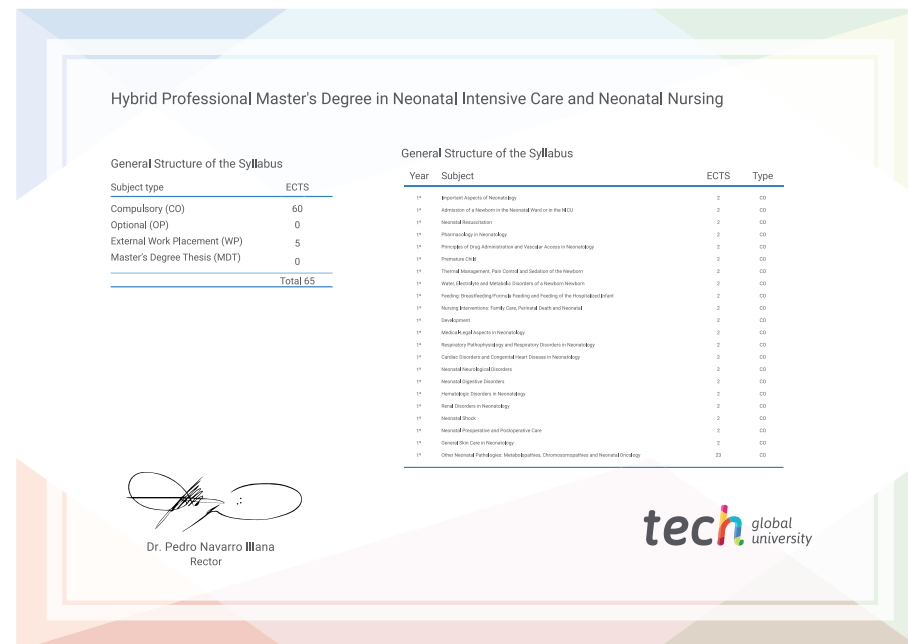 Hybrid Professional Master's Degree in Neonatal Intensive Care and Neonatal Nursing
General Structure of the Syllabus
Subject type ECTS
Compulsory (CO) 60
Optional (OP) 0
External Work Placement (WP) 5
Master's Degree Thesis (MDT) 0
Total 65
General Structure of the Syllabus
Year Subject ECTS Type
1º Important Aspects of Neonatology 2 CO
1º Admission of a Newborn in the Neonatal Ward or in the NICU 2 CO
1º Neonatal Resuscitation 2 CO
1º Pharmacology in Neonatology. 2 CO
1º Principles of Drug Administration and Vascular Access in Neonatology 2 CO
1º Premature Child 2 CO
1º Thermal Management, Pain Control and Sedation of the Newborn 2 CO
1º Water, Electrolyte and Metabolic Disorders of a Newborn Newborn 2 CO
1º Feeding: Breastfeeding/Formula Feeding and Feeding of the Hospitalized Infant 2 CO
1º Nursing Interventions: Family Care, Perinatal Death and Neonatal 2 CO
1º Development 2 CO
1º Medical-Legal Aspects in Neonatology 2 CO
1º Respiratory Pathophysiology and Respiratory Disorders in Neonatology 2 CO
1º Cardiac Disorders and Congenital Heart Disease in Neonatology 2 CO
1º Neonatal Neurological Disorders 2 CO
1º Neonatal Digestive Disorders 2 CO
1º Hematologic Disorders in Neonatology 2 CO
1º Renal Disorders in Neonatology 2 CO
1º Neonatal Shock 2 CO
1º Neonatal Preoperative and Postoperative Care 2 CO
1º General Skin Care in Neonatology 2 CO
1º Other Neonatal Pathologies: Metabolopathies, Chromosomopathies and Neonatal Oncology 23 CO
Dr. Pedro Navarro Illana
Rector
tech global university